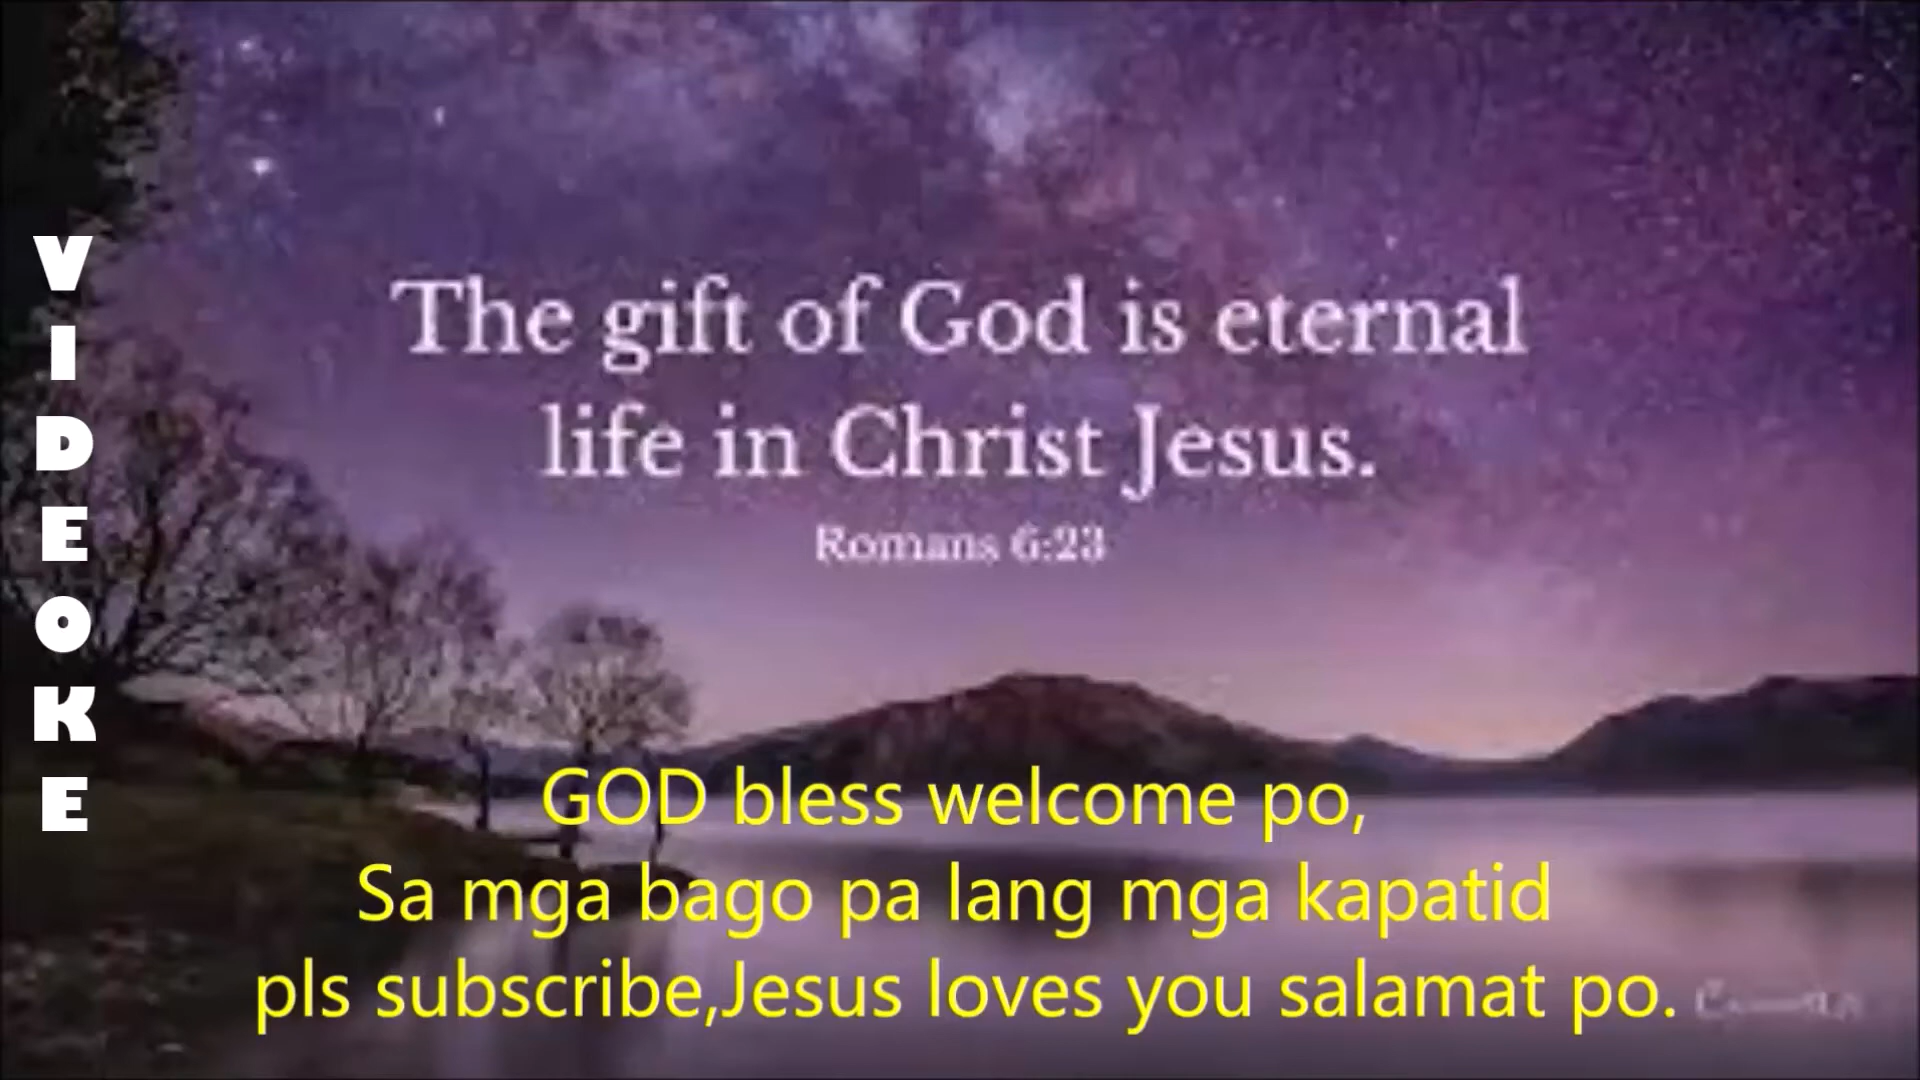 VIDEOKE
The gift of God is eternal
life in Christ Jesus.
Romans 6:23
GOD bless welcome po,
Sa mga bago pa lang mga kapatid
pls subscribe,Jesus loves you salamat po.